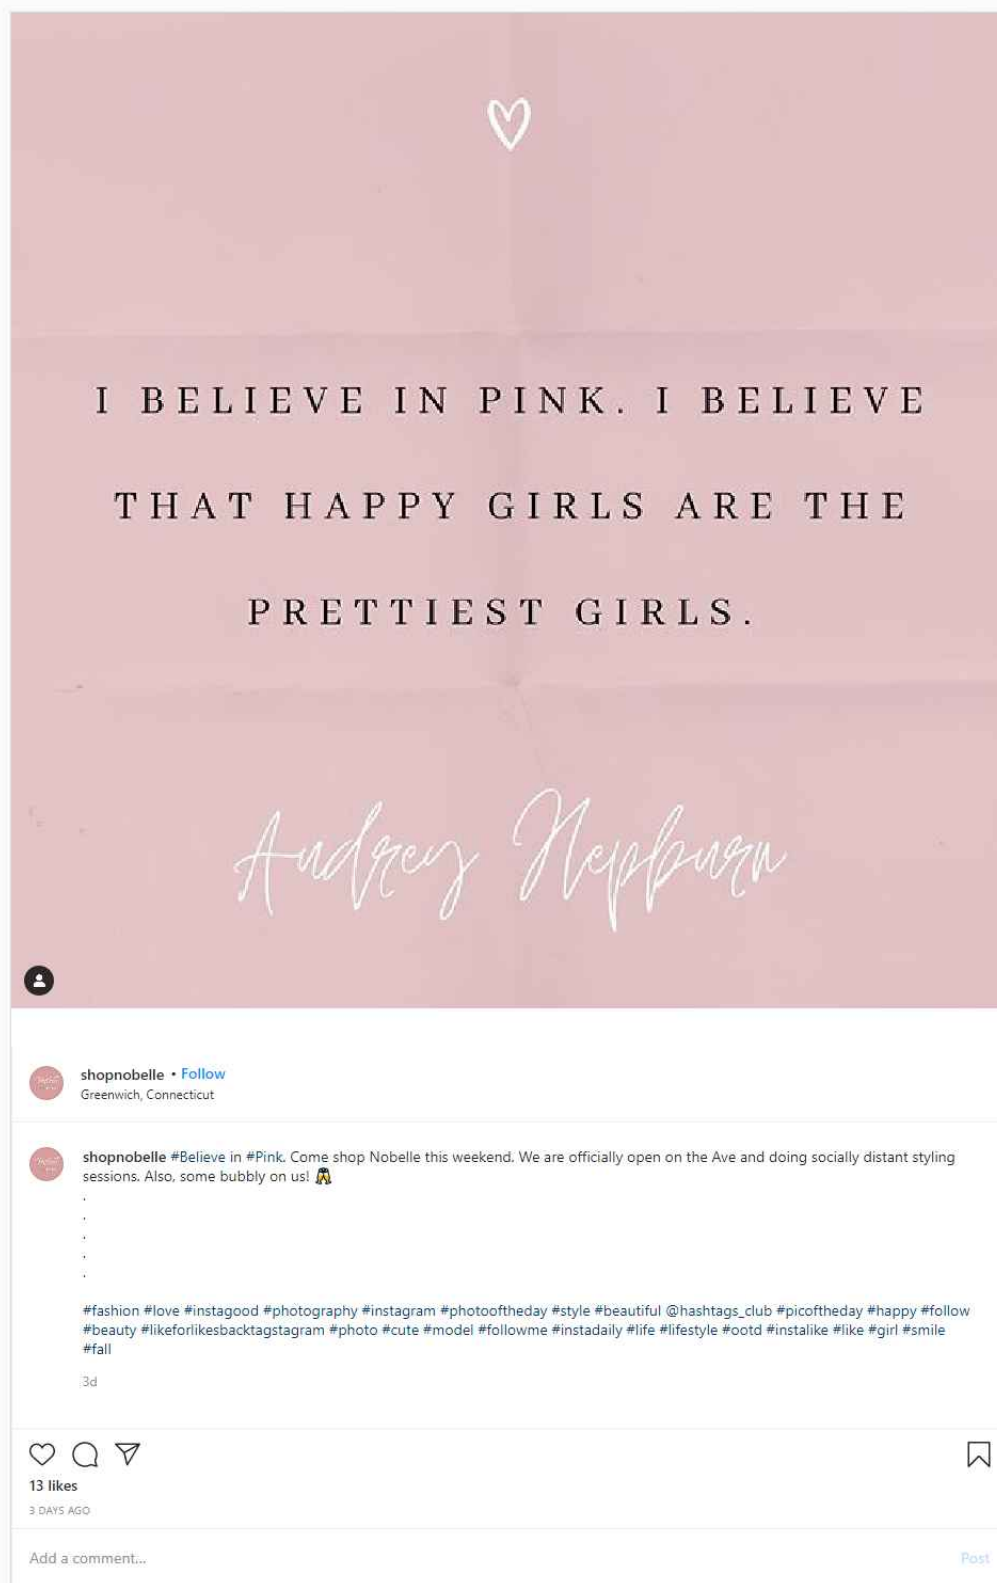 I BELIEVE IN PINK. I BELIEVE
THAT HAPPY GIRLS ARE THE
PRETTIEST GIRLS.
Audrey Hepburn
shopnobelle • Follow
Greenwich, Connecticut
shopnobelle #Believe in #Pink. Come shop Nobelle this weekend. We are officially open on the Ave and doing socially distant styling
sessions. Also, some bubbly on us! 🥂
.
.
.
.
.
#fashion #love #instagood #photography #instagram #photooftheday #style #beautiful @hashtags_club #picoftheday #happy #follow
#beauty #likeforlikesbacktagstagram #photo #cute #model #followme #instadaily #life #lifestyle #ootd #instalike #like #girl #smile
#fall
3d
13 likes
3 DAYS AGO
Add a comment...
Post